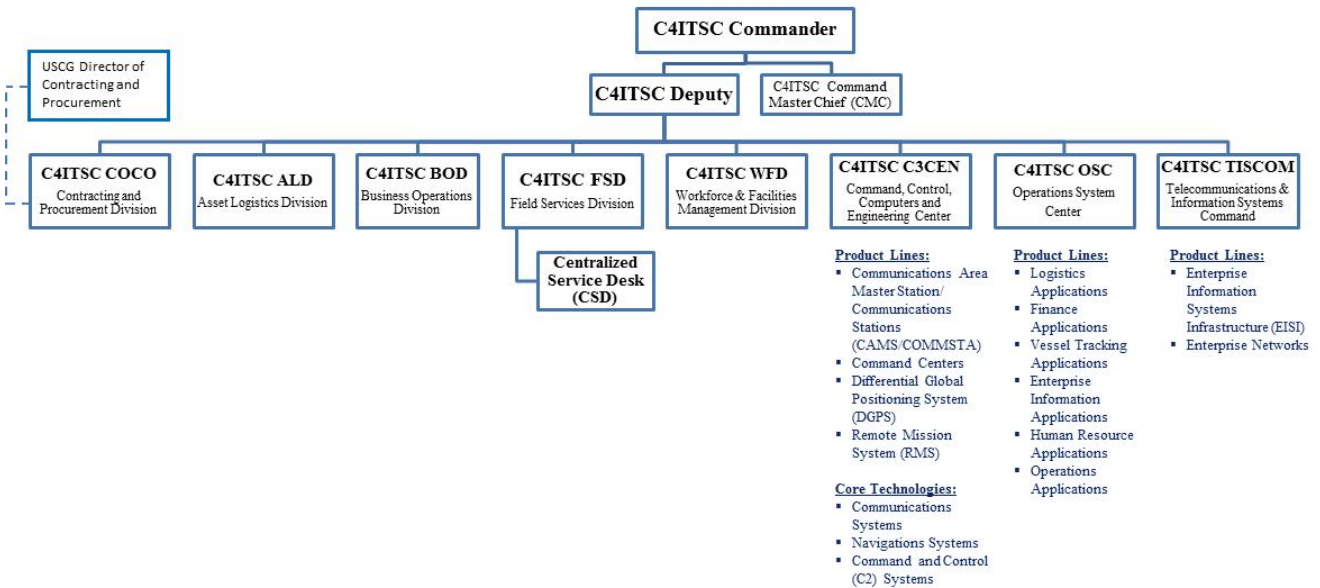 C4ITSC Commander
USCG Director of
Contracting and
Procurement
C4ITSC Deputy
C4ITSC Command
Master Chief (CMC)
C4ITSC COCO
Contracting and
Procurement Division
C4ITSC ALD
Asset Logistics Division
C4ITSC BOD
Business Operations
Division
C4ITSC FSD
Field Services Division
C4ITSC WFD
Workforce & Facilities
Management Division
C4ITSC C3CEN
Command, Control,
Computers and
Engineering Center
C4ITSC OSC
Operations System
Center
C4ITSC TISCOM
Telecommunications &
Information Systems
Command
Centralized
Service Desk
(CSD)
Product Lines:
▪ Communications Area
Master Station/
Communications
Stations
(CAMS/COMMSTA)
▪ Command Centers
▪ Differential Global
Positioning System
(DGPS)
▪ Remote Mission
System (RMS)
Core Technologies:
▪ Communications
Systems
▪ Navigations Systems
▪ Command and Control
(C2) Systems
Product Lines:
▪ Logistics
Applications
▪ Finance
Applications
▪ Vessel Tracking
Applications
▪ Enterprise
Information
Applications
▪ Human Resource
Applications
▪ Operations
Applications
Product Lines:
▪ Enterprise
Information
Systems
Infrastructure (EISI)
▪ Enterprise Networks